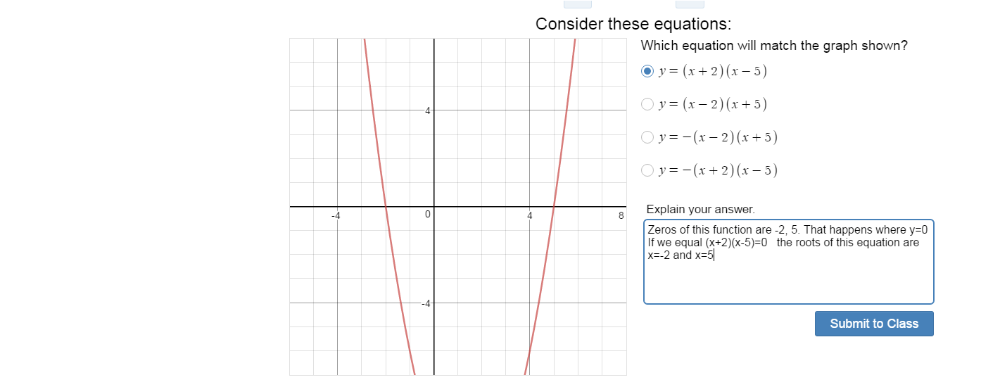 Consider these equations:
Which equation will match the graph shown?
y = (x + 2)(x − 5)
y = (x − 2)(x + 5)
y = −(x − 2)(x + 5)
y = −(x + 2)(x − 5)
4
-4
0
4
8
-4
Explain your answer.
Zeros of this function are -2, 5. That happens where y=0
If we equal (x+2)(x-5)=0   the roots of this equation are
x=-2 and x=5
Submit to Class